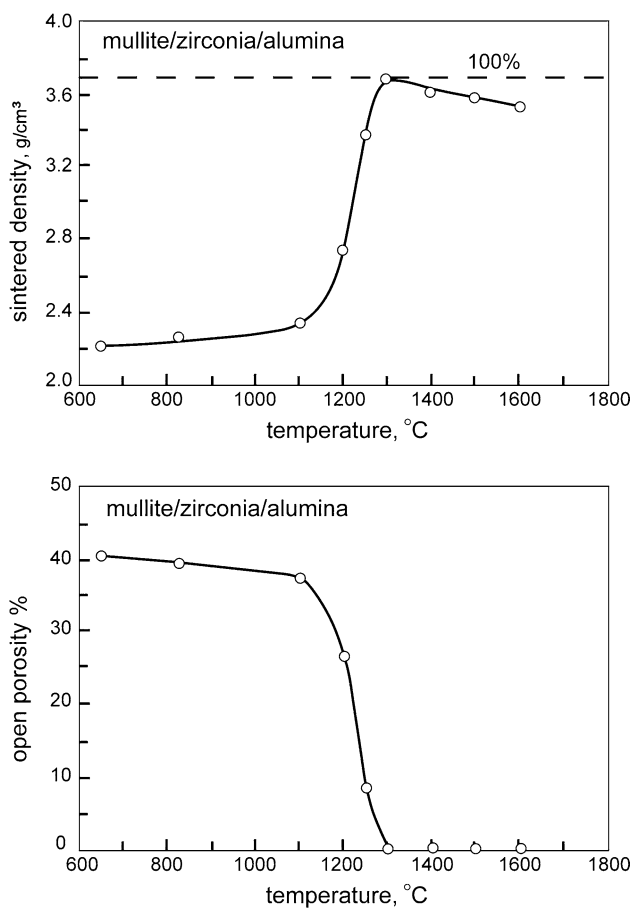 4.0
mullite/zirconia/alumina
100%
3.6
3.2
2.8
2.4
2.0
sintered density, g/cm³
600 800 1000 1200 1400 1600 1800
temperature, °C
50
mullite/zirconia/alumina
40
30
20
10
0
open porosity %
600 800 1000 1200 1400 1600 1800
temperature, °C